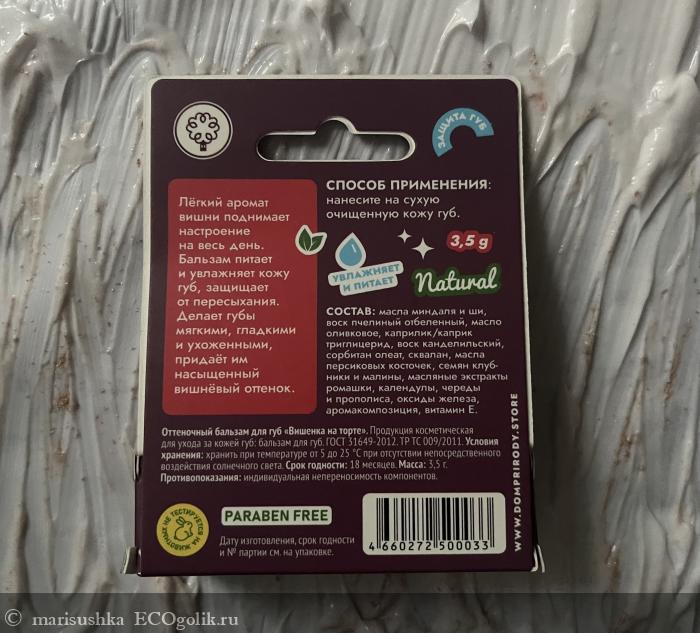 ЗАЩИТА ГУБ
Лёгкий аромат
вишни поднимает
настроение
на весь день.
Бальзам питает
и увлажняет кожу
губ, защищает
от пересыхания.
Делает губы
мягкими, гладкими
и ухоженными,
придаёт им
насыщенный
вишнёвый оттенок.
СПОСОБ ПРИМЕНЕНИЯ:
нанесите на сухую
очищенную кожу губ.
3,5 g
УВЛАЖНЯЕТ
И ПИТАЕТ
Natural
СОСТАВ: масла миндаля и ши,
воск пчелиный отбеленный, масло
оливковое, каприлик/каприк
триглицерид, воск канделильский,
сорбитан олеат, сквалан, масла
персиковых косточек, семян клуб-
ники и малины, масляные экстракты
ромашки, календулы, череды
и прополиса, оксиды железа,
аромакомпозиция, витамин Е.
Оттеночный бальзам для губ «Вишенка на торте». Продукция косметическая
для ухода за кожей губ: бальзам для губ. ГОСТ 31649-2012. ТР ТС 009/2011. Условия
хранения: хранить при температуре от 5 до 25 °С при отсутствии непосредственного
воздействия солнечного света. Срок годности: 18 месяцев. Масса: 3,5 г.
Противопоказания: индивидуальная непереносимость компонентов.
НЕ ТЕСТИРУЕТСЯ
НА ЖИВОТНЫХ
PARABEN FREE
Дату изготовления, срок годности
и № партии см. на упаковке.
4 660272 500033
WWW.DOMPRIRODY.STORE
© marisushka ECOgolik.ru